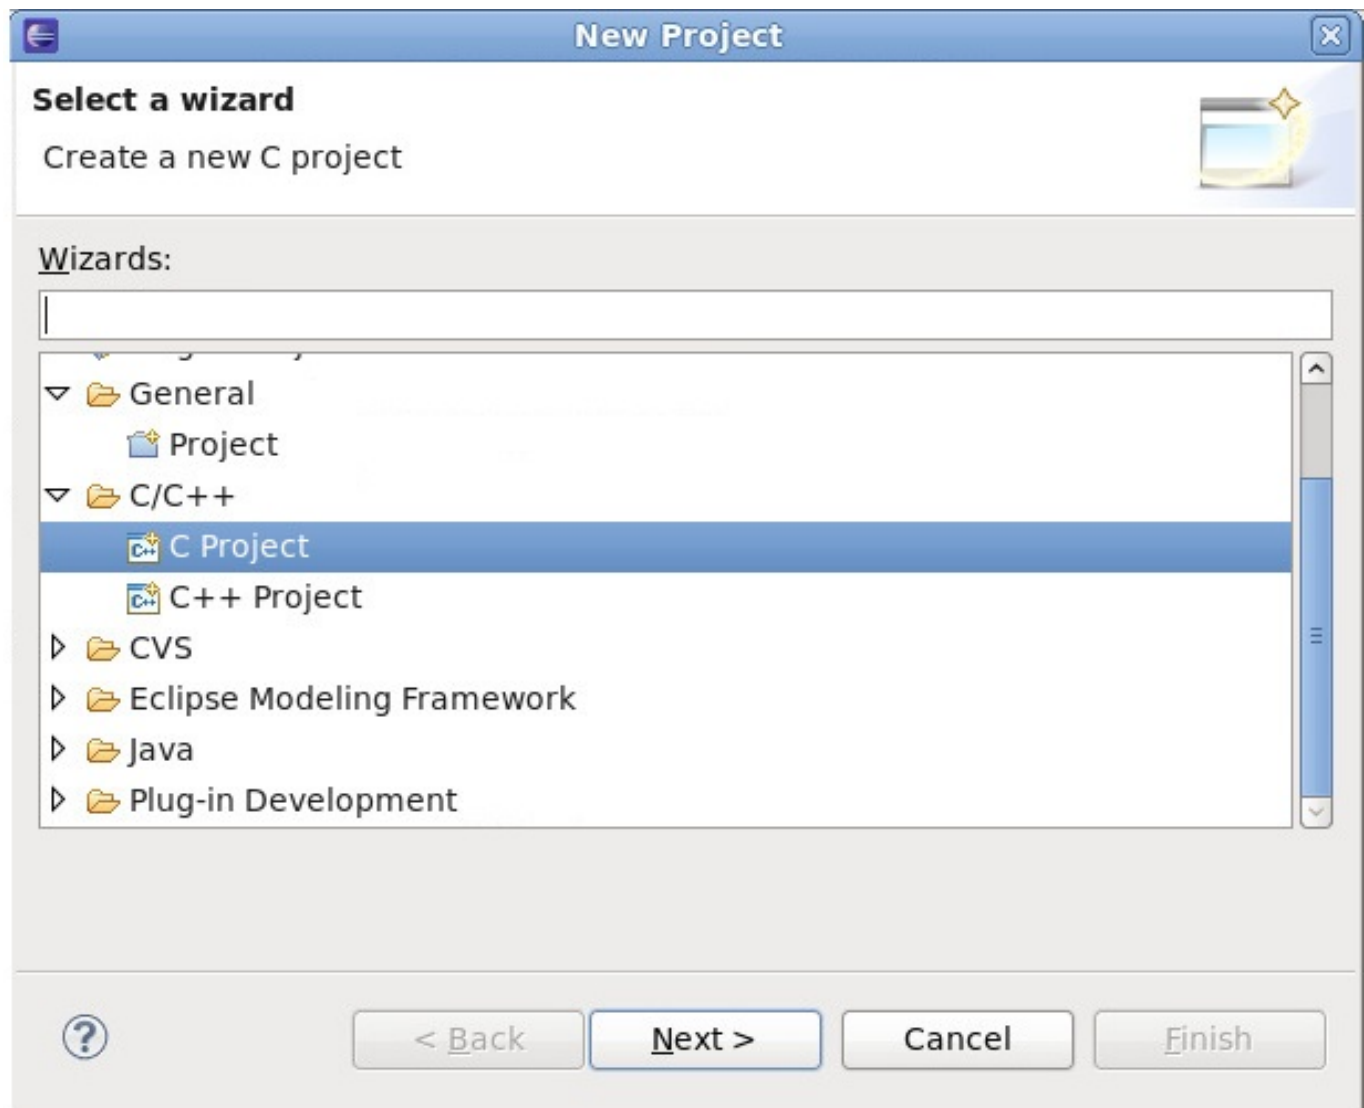 New Project
Select a wizard
Create a new C project
Wizards:
General
Project
C/C++
C Project
C++ Project
CVS
Eclipse Modeling Framework
Java
Plug-in Development
?
< Back Next > Cancel Finish